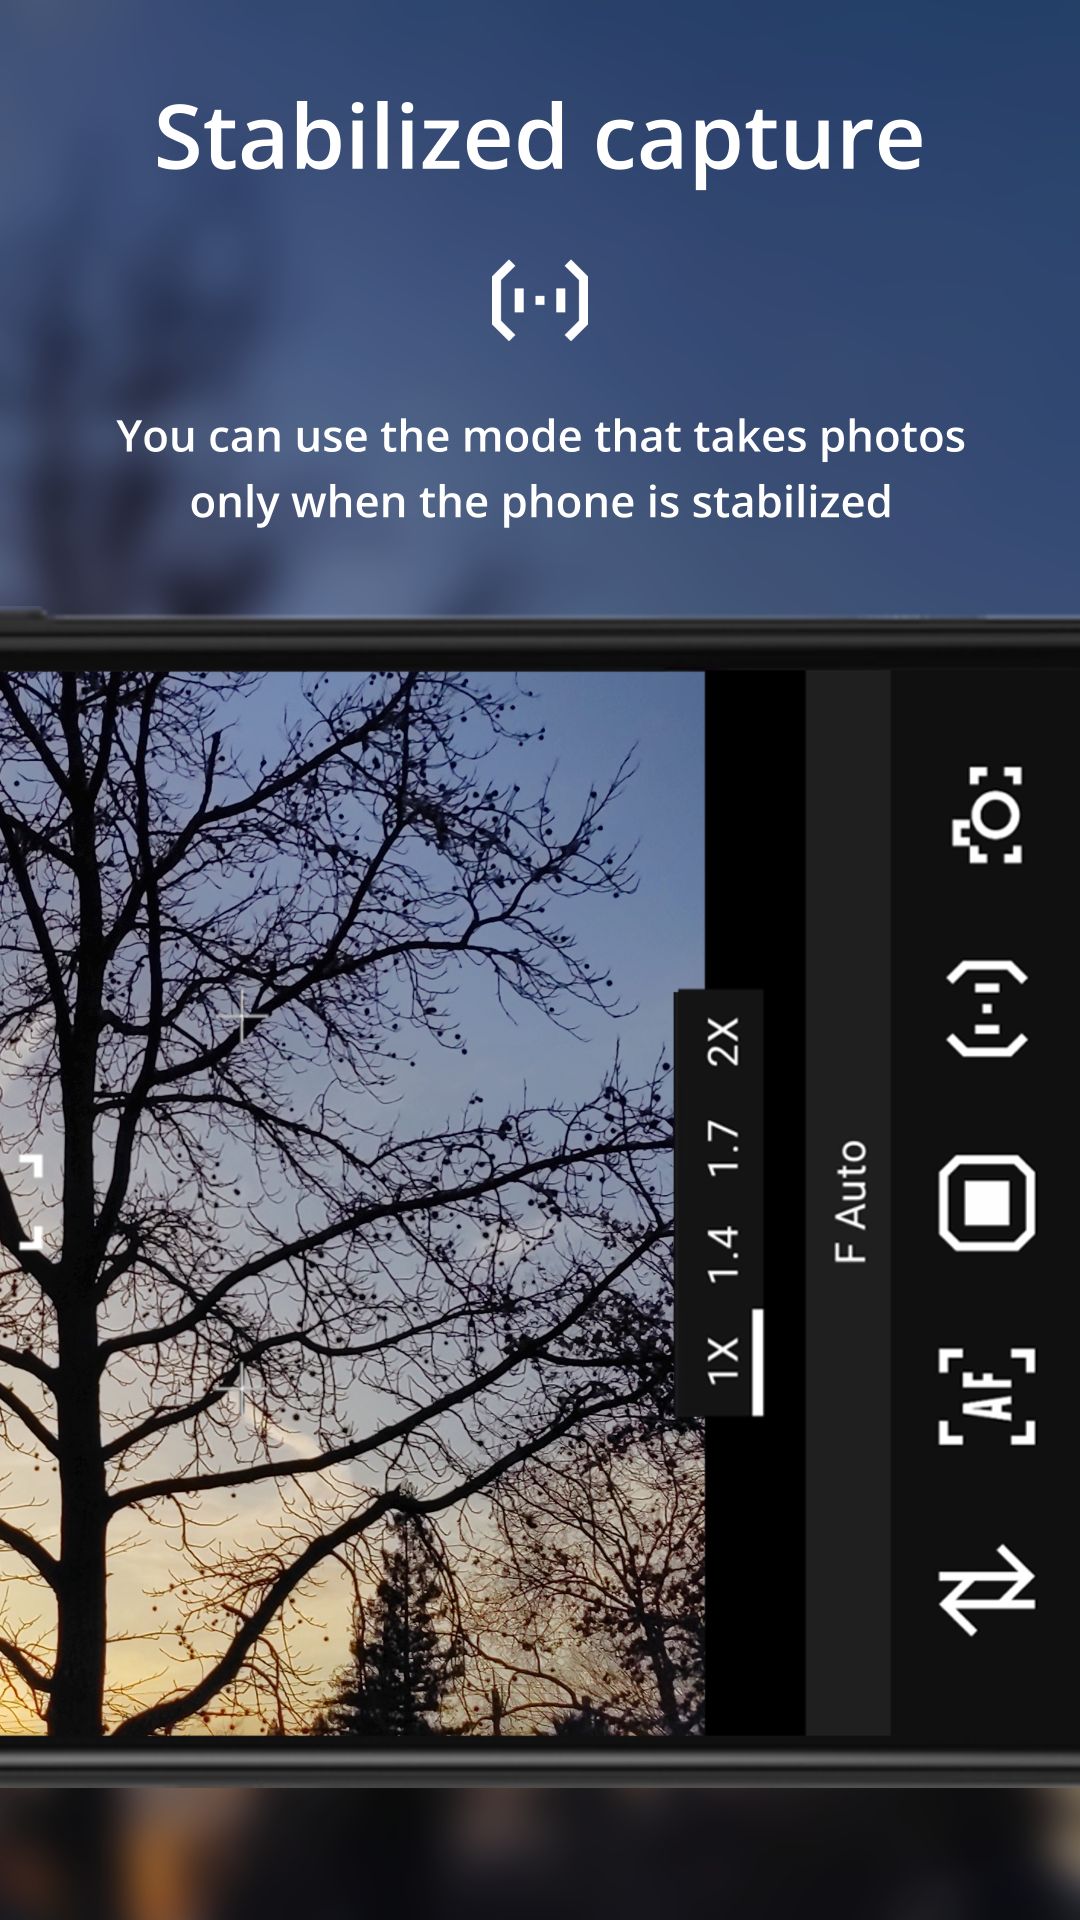 Stabilized capture
You can use the mode that takes photos
only when the phone is stabilized
1X 1.4 1.7 2X
F Auto
AF